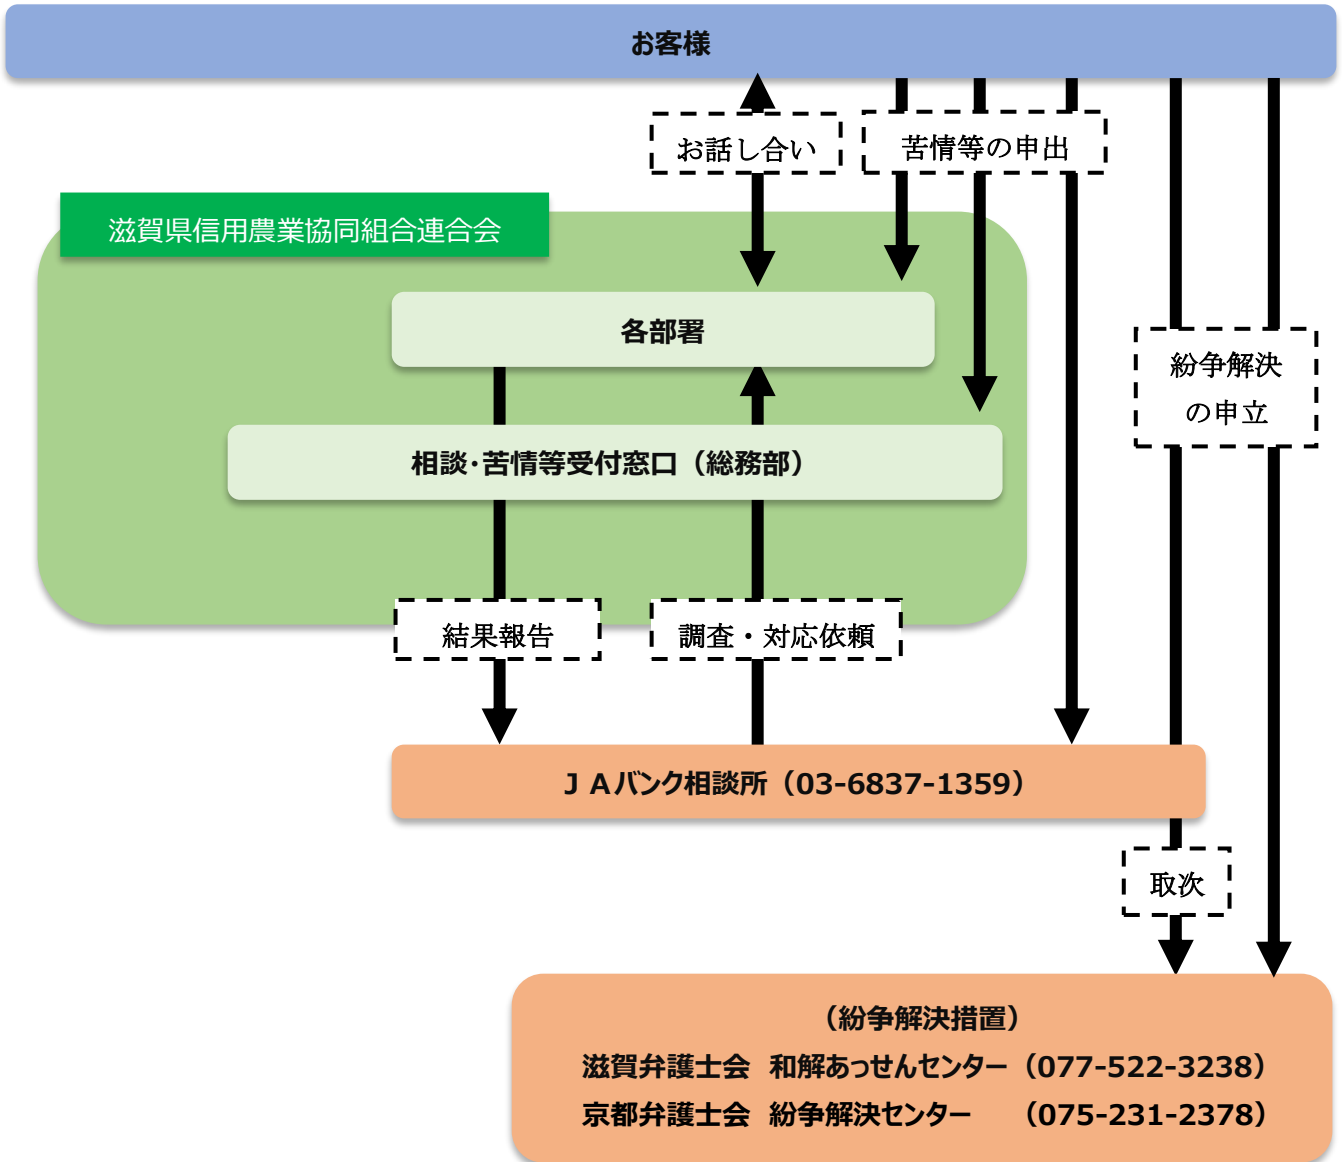 お客様
お話し合い
苦情等の申出
滋賀県信用農業協同組合連合会
各部署
紛争解決
の申立
相談・苦情等受付窓口（総務部）
結果報告
調査・対応依頼
ＪＡバンク相談所（03-6837-1359）
取次
（紛争解決措置）
滋賀弁護士会 和解あっせんセンター（077-522-3238）
京都弁護士会 紛争解決センター （075-231-2378）